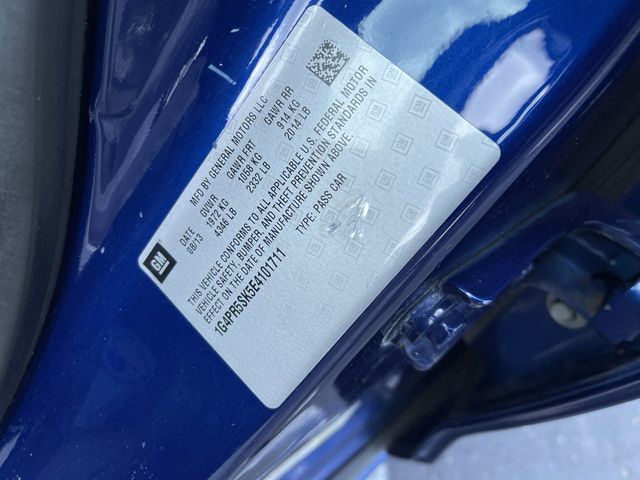 MFD BY GENERAL MOTORS LLC
DATE GVWR GAWR FRT GAWR RR
08/13 1972 KG 1058 KG 914 KG
4346 LB 2332 LB 2014 LB
GM
THIS VEHICLE CONFORMS TO ALL APPLICABLE U.S. FEDERAL MOTOR
VEHICLE SAFETY, BUMPER, AND THEFT PREVENTION STANDARDS IN
EFFECT ON THE DATE OF MANUFACTURE SHOWN ABOVE.
1G4PR5SK5E4101711 TYPE: PASS CAR